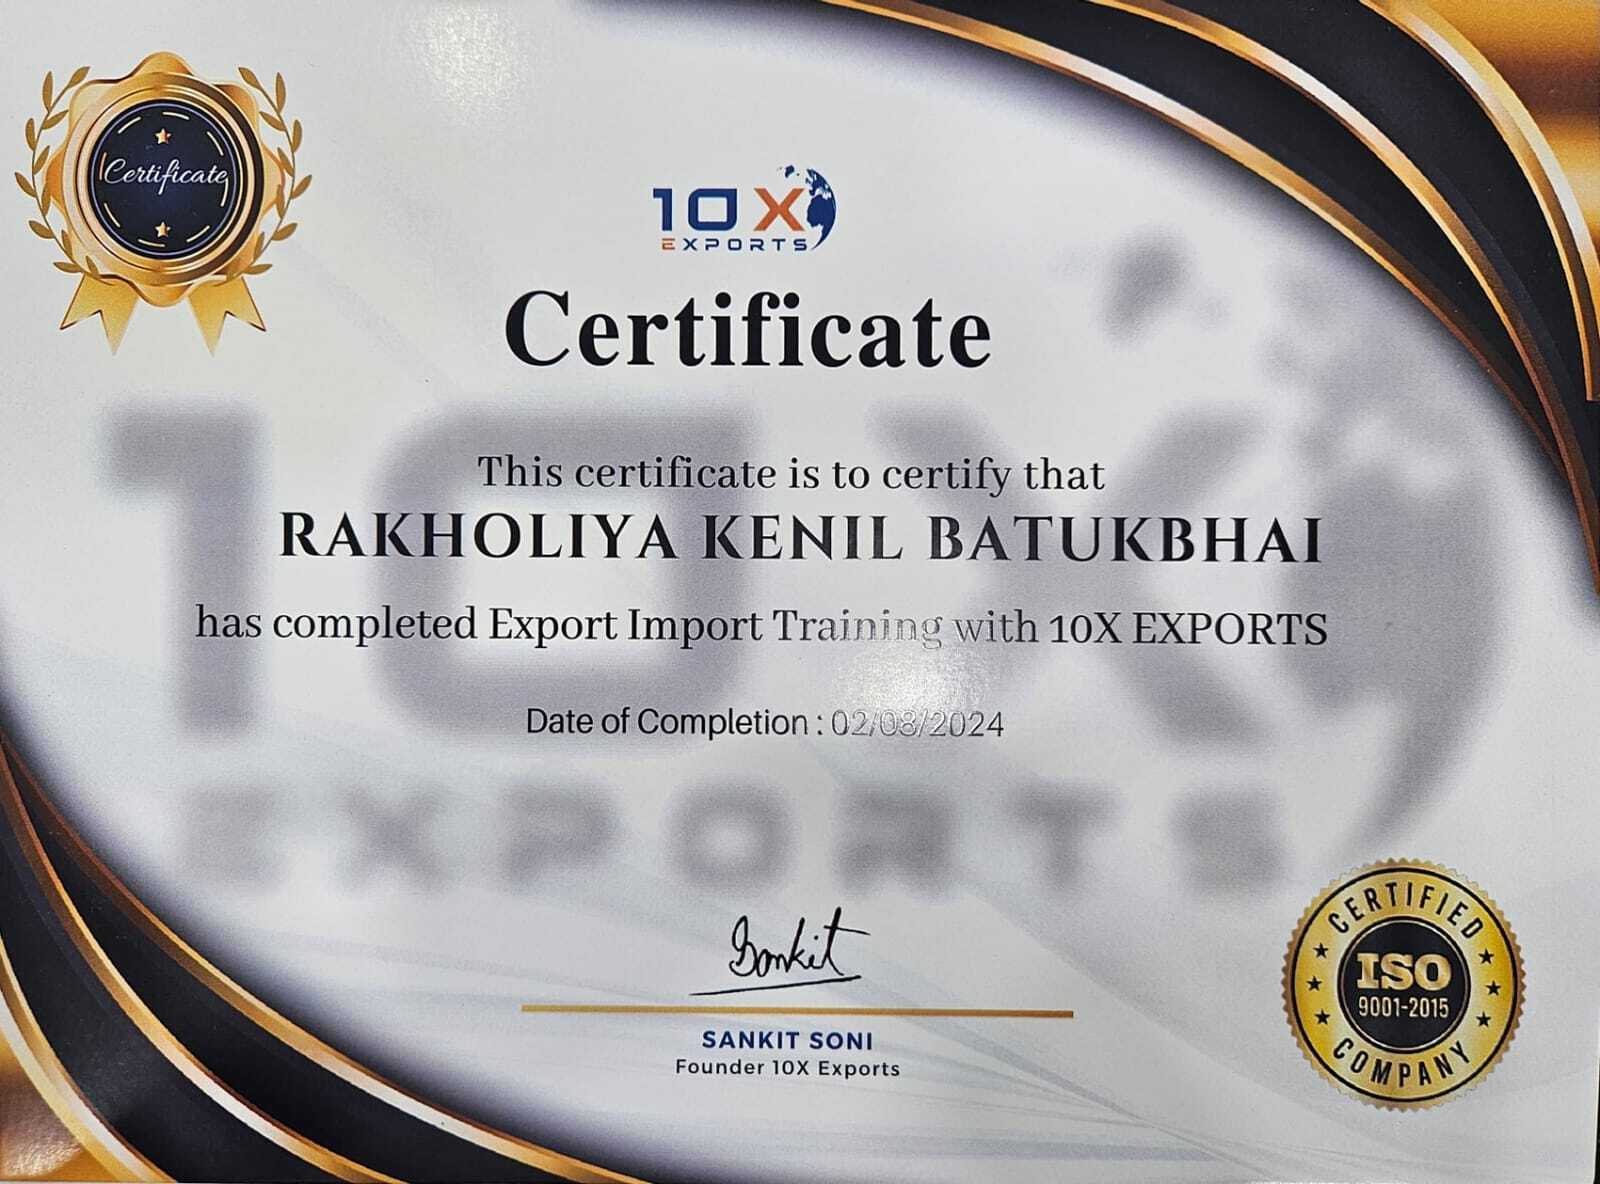 Certificate
10X
EXPORTS
Certificate
This certificate is to certify that
RAKHOLIYA KENIL BATUKBHAI
has completed Export Import Training with 10X EXPORTS
Date of Completion : 02/08/2024
10X
EXPORTS
Sankit
SANKIT SONI
Founder 10X Exports
CERTIFIED
ISO
9001-2015
COMPANY